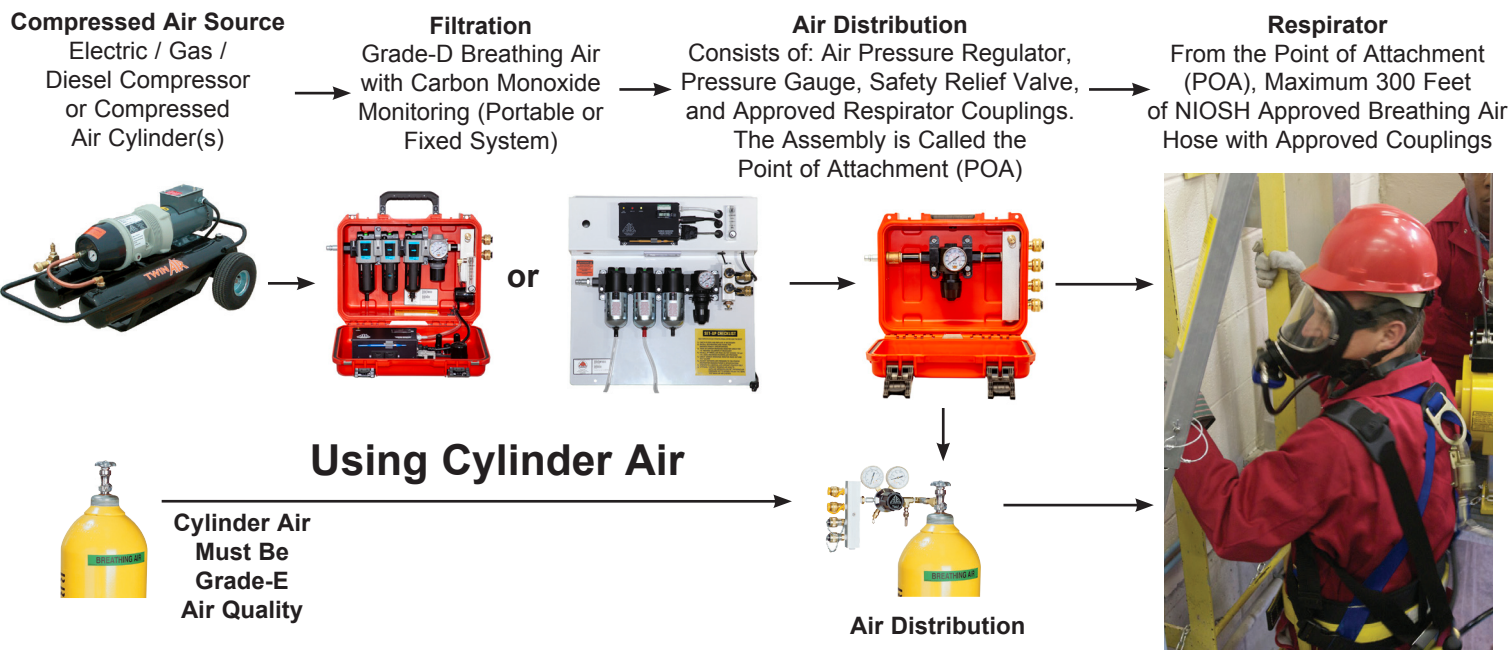 Compressed Air Source
Electric / Gas /
Diesel Compressor
or Compressed
Air Cylinder(s)
Filtration
Grade-D Breathing Air
with Carbon Monoxide
Monitoring (Portable or
Fixed System)
Air Distribution
Consists of: Air Pressure Regulator,
Pressure Gauge, Safety Relief Valve,
and Approved Respirator Couplings.
The Assembly is Called the
Point of Attachment (POA)
Respirator
From the Point of Attachment
(POA), Maximum 300 Feet
of NIOSH Approved Breathing Air
Hose with Approved Couplings
TWIN AIR
or
SET-UP CHECKLIST
Using Cylinder Air
BREATHING AIR
Cylinder Air
Must Be
Grade-E
Air Quality
BREATHING AIR
Air Distribution